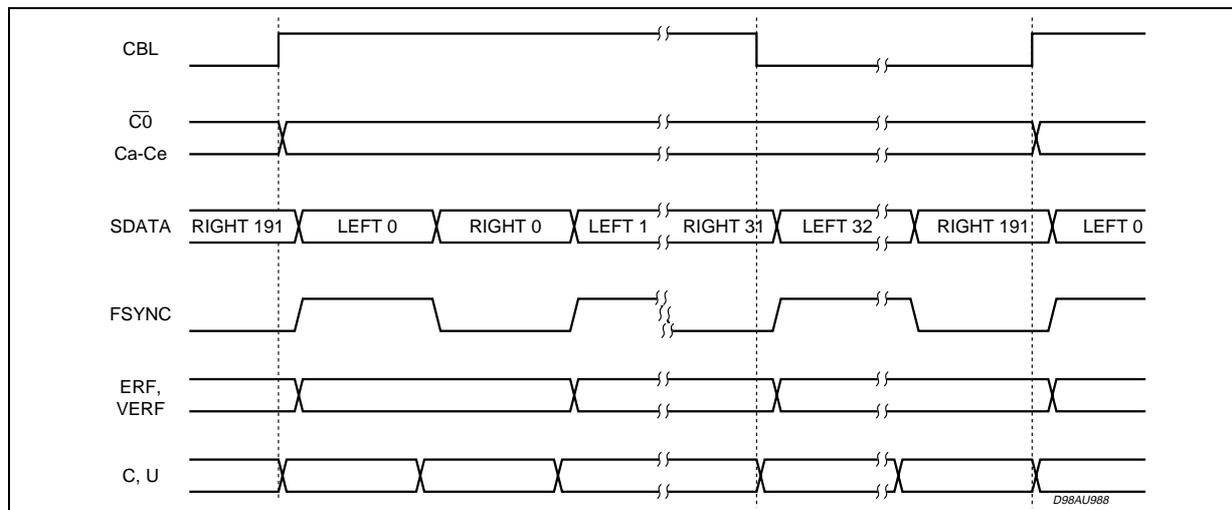 CBL
C̅0̅
Ca-Ce
SDATA RIGHT 191 LEFT 0 RIGHT 0 LEFT 1 RIGHT 31 LEFT 32 RIGHT 191 LEFT 0
FSYNC
ERF,
VERF
C, U
D98AU988